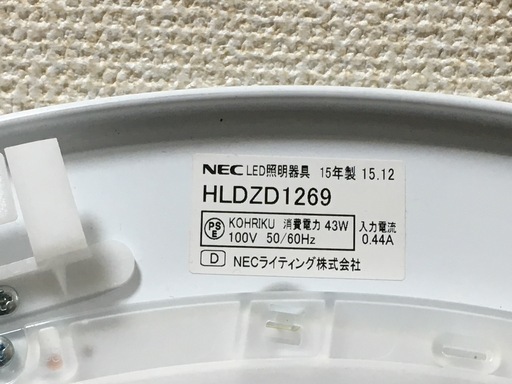 NEC LED照明器具 15年製 15.12
HLDZD1269
PSE KOHRIKU 消費電力 43W 入力電流
100V 50/60Hz 0.44A
D NECライティング株式会社